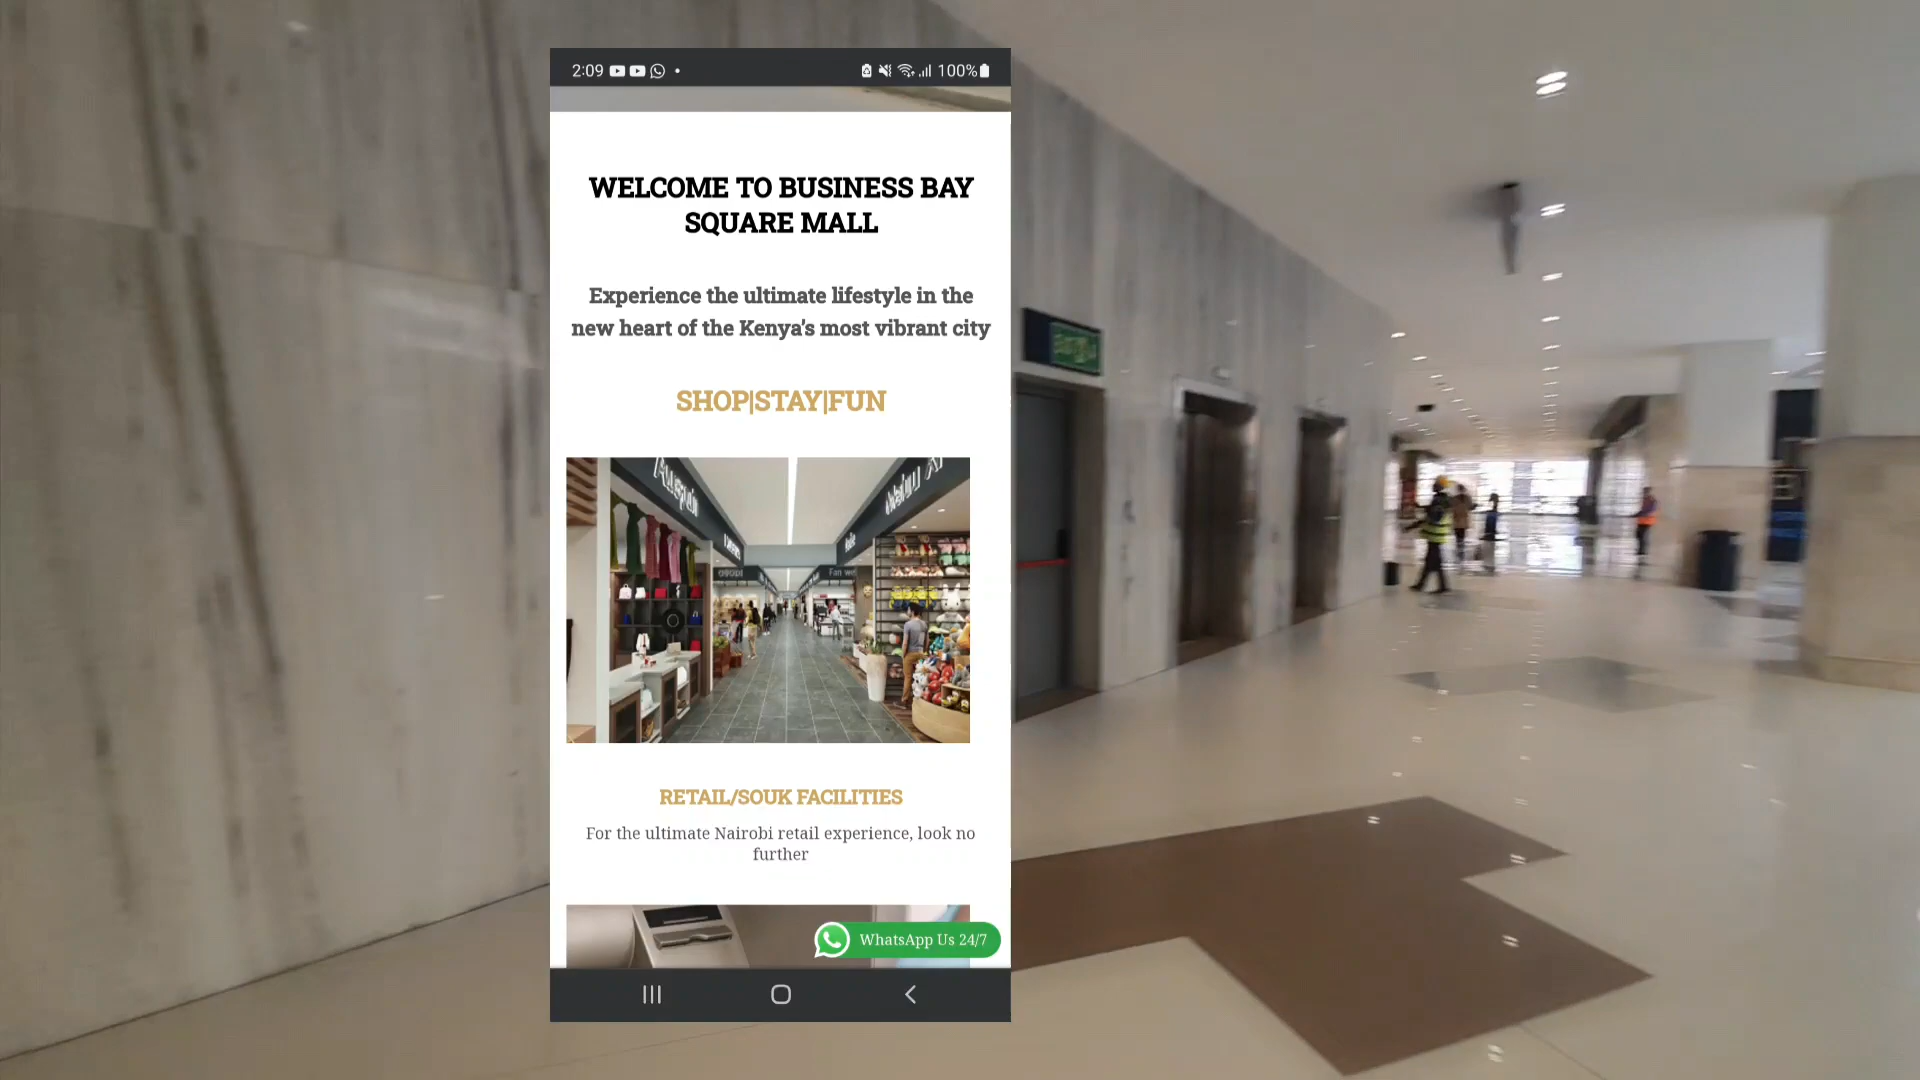 2:09
100%
WELCOME TO BUSINESS BAY
SQUARE MALL
Experience the ultimate lifestyle in the
new heart of the Kenya's most vibrant city
SHOP|STAY|FUN
Fan we
RETAIL/SOUK FACILITIES
For the ultimate Nairobi retail experience, look no
further
WhatsApp Us 24/7